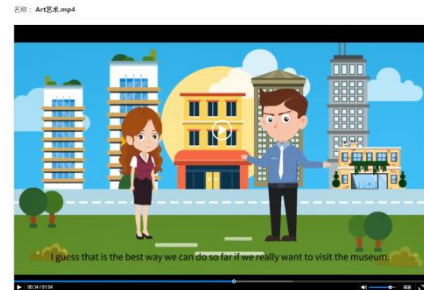 名称： Art艺术.mp4
I guess that is the best way we can do so far if we really want to visit the museum.
00:34 / 01:04